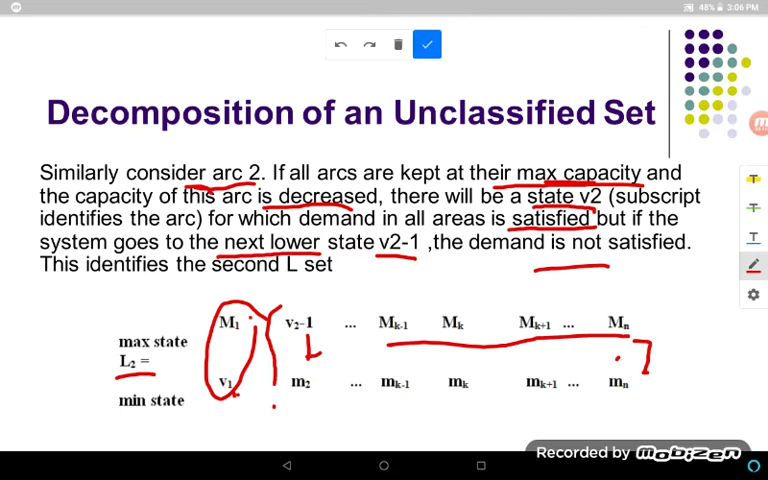 48% 3:06 PM
Decomposition of an Unclassified Set
Similarly consider arc 2. If all arcs are kept at their max capacity and
the capacity of this arc is decreased, there will be a state v2 (subscript
identifies the arc) for which demand in all areas is satisfied but if the
system goes to the next lower state v2-1 ,the demand is not satisfied.
This identifies the second L set
M1 v2-1 ... Mk-1 Mk Mk+1 ... Mn
max state
L2 =
v1 m2 ... mk-1 mk mk+1 ... mn
min state
Recorded by mobizen